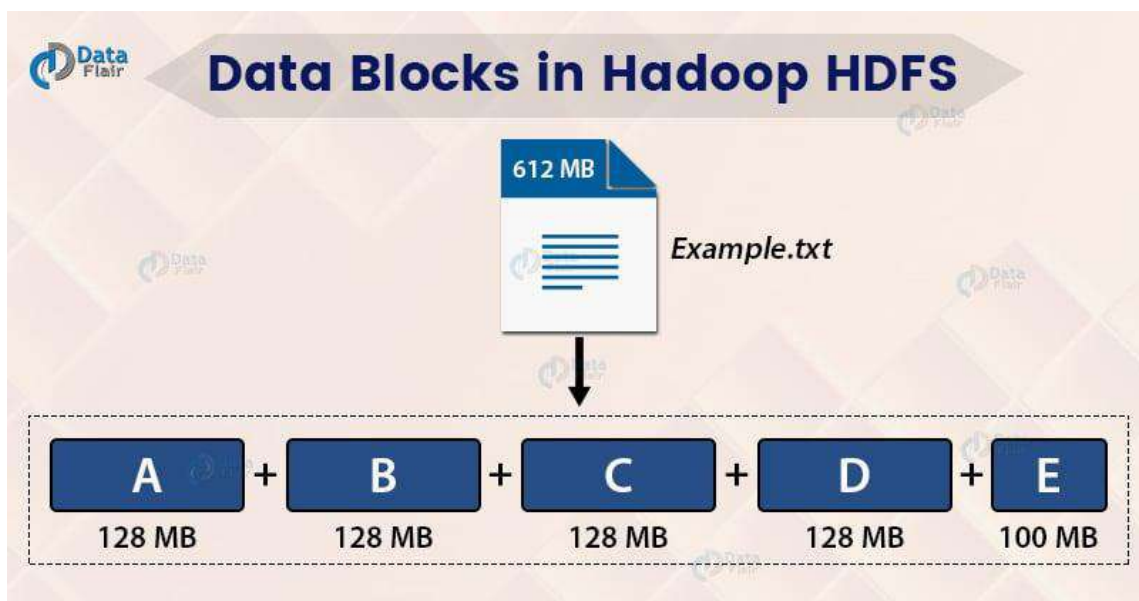 Data
Flair
Data Blocks in Hadoop HDFS
612 MB
Example.txt
A + B + C + D + E
128 MB 128 MB 128 MB 128 MB 100 MB